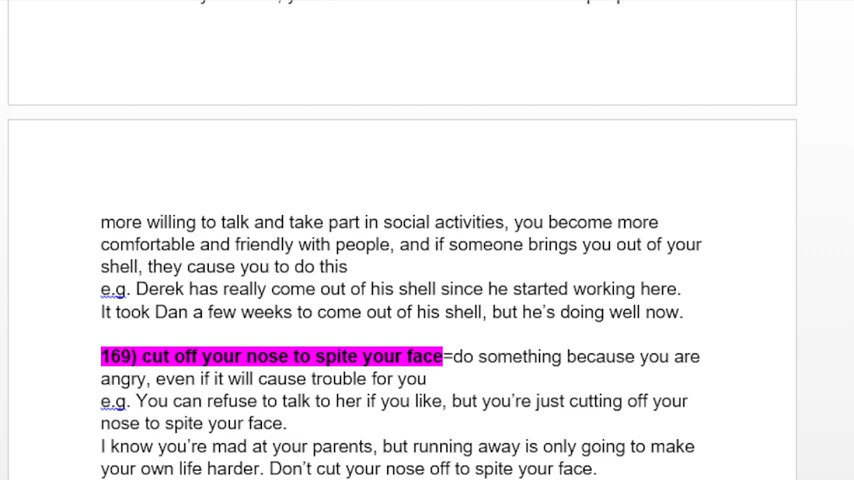 more willing to talk and take part in social activities, you become more
comfortable and friendly with people, and if someone brings you out of your
shell, they cause you to do this
e.g. Derek has really come out of his shell since he started working here.
It took Dan a few weeks to come out of his shell, but he’s doing well now.
169) cut off your nose to spite your face=do something because you are
angry, even if it will cause trouble for you
e.g. You can refuse to talk to her if you like, but you’re just cutting off your
nose to spite your face.
I know you’re mad at your parents, but running away is only going to make
your own life harder. Don’t cut your nose off to spite your face.